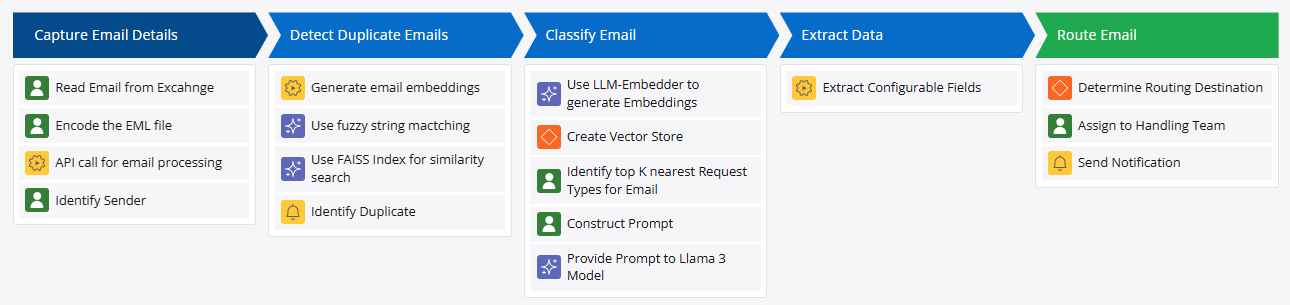 Capture Email Details
Read Email from Excahnge
Encode the EML file
API call for email processing
Identify Sender
Detect Duplicate Emails
Generate email embeddings
Use fuzzy string mactching
Use FAISS Index for similarity
search
Identify Duplicate
Classify Email
Use LLM-Embedder to
generate Embeddings
Create Vector Store
Identify top K nearest Request
Types for Email
Construct Prompt
Provide Prompt to Llama 3
Model
Extract Data
Extract Configurable Fields
Route Email
Determine Routing Destination
Assign to Handling Team
Send Notification